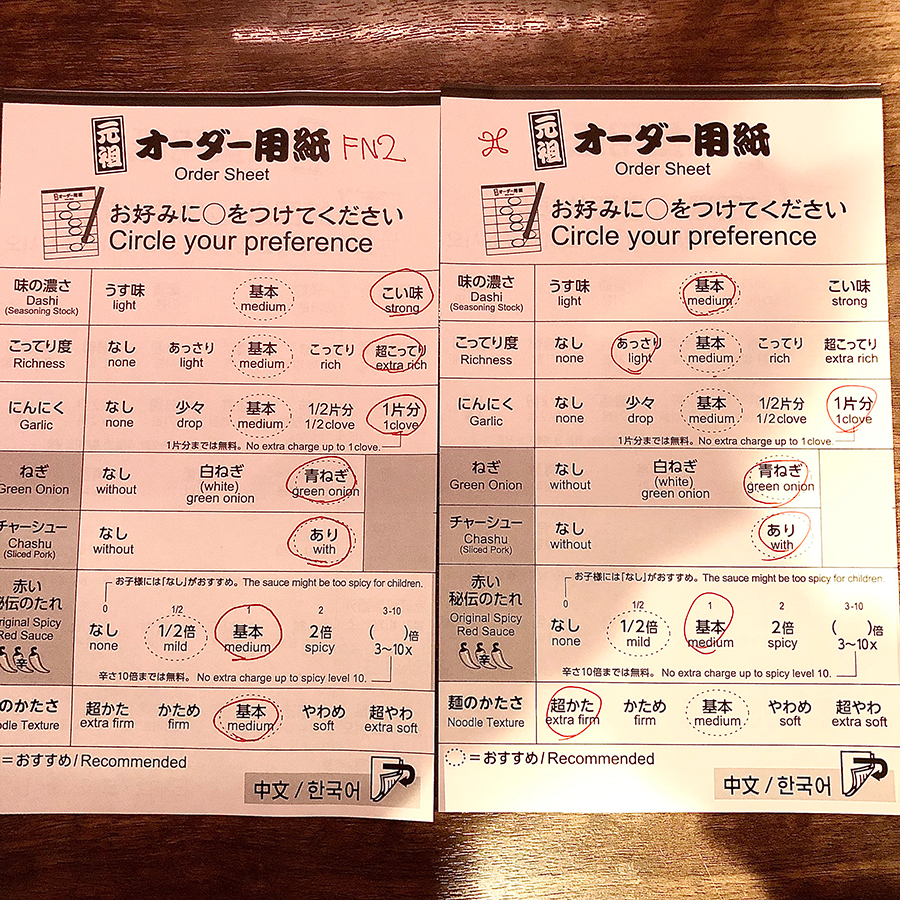 元祖 オーダー用紙 FN2
Order Sheet
お好みに○をつけてください
Circle your preference
味の濃さ うす味 基本 こい味
Dashi light medium strong
(Seasoning Stock)
こってり度 なし あっさり 基本 こってり 超こってり
Richness none light medium rich extra rich
にんにく なし 少々 基本 1/2片分 1片分
Garlic none drop medium 1/2clove 1clove
1片分までは無料。No extra charge up to 1clove.
ねぎ なし 白ねぎ 青ねぎ
Green Onion without (white) green onion
green onion
チャーシュー なし あり
Chashu without with
(Sliced Pork)
お子様には「なし」がおすすめ。The sauce might be too spicy for children.
赤い 0 1/2 1 2 3-10
秘伝のたれ なし 1/2倍 基本 2倍 ( )倍
Original Spicy none mild medium spicy 3〜10x
Red Sauce
辛
辛さ10倍までは無料。No extra charge up to spicy level 10.
のかたさ 超かた かため 基本 やわめ 超やわ
Noodle Texture extra firm firm medium soft extra soft
=おすすめ/Recommended
中文 / 한국어
元祖 オーダー用紙
Order Sheet
お好みに○をつけてください
Circle your preference
味の濃さ うす味 基本 こい味
Dashi light medium strong
(Seasoning Stock)
こってり度 なし あっさり 基本 こってり 超こってり
Richness none light medium rich extra rich
にんにく なし 少々 基本 1/2片分 1片分
Garlic none drop medium 1/2clove 1clove
1片分までは無料。No extra charge up to 1clove.
ねぎ なし 白ねぎ 青ねぎ
Green Onion without (white) green onion
green onion
チャーシュー なし あり
Chashu without with
(Sliced Pork)
お子様には「なし」がおすすめ。The sauce might be too spicy for children.
赤い 0 1/2 1 2 3-10
秘伝のたれ なし 1/2倍 基本 2倍 ( )倍
Original Spicy none mild medium spicy 3〜10x
Red Sauce
辛
辛さ10倍までは無料。No extra charge up to spicy level 10.
麺のかたさ 超かた かため 基本 やわめ 超やわ
Noodle Texture extra firm firm medium soft extra soft
=おすすめ/Recommended
中文 / 한국어